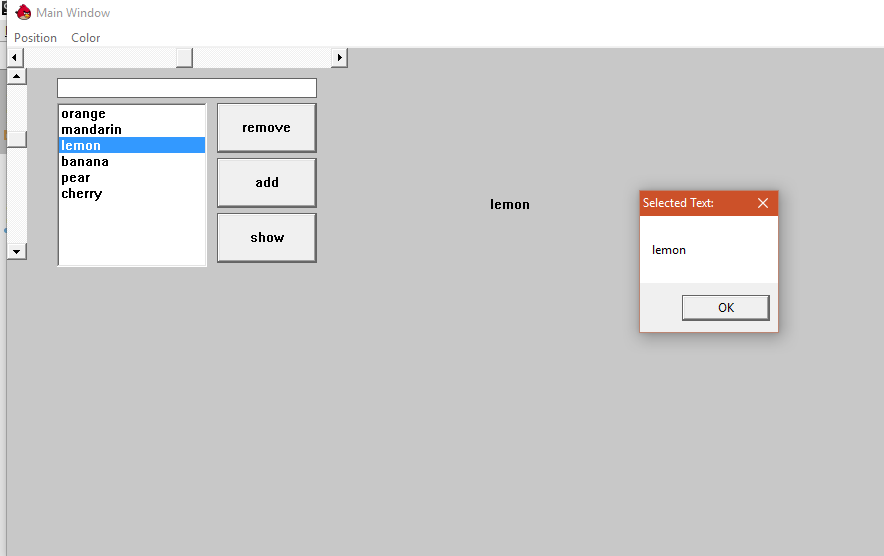 Main Window
Position Color
orange
mandarin
lemon
banana
pear
cherry
remove
add
show
lemon
Selected Text:
lemon
OK